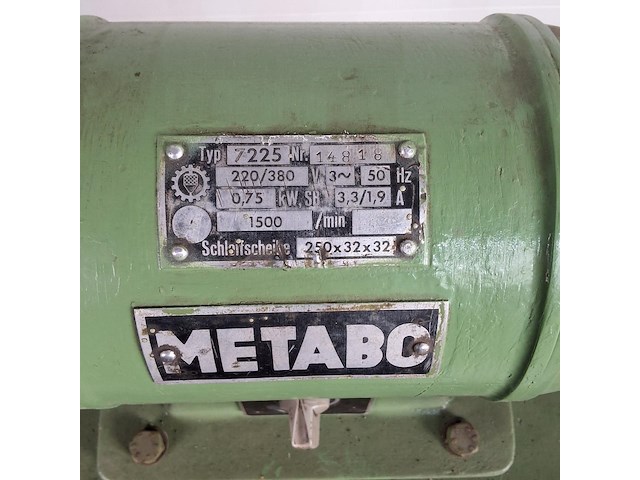 Typ 7225 Nr. 14816
220/380 V 3~ 50 Hz
0,75 kW, SB 3,3/1,9 A
1500 /min
Schleifscheibe 250x32x32
METABO